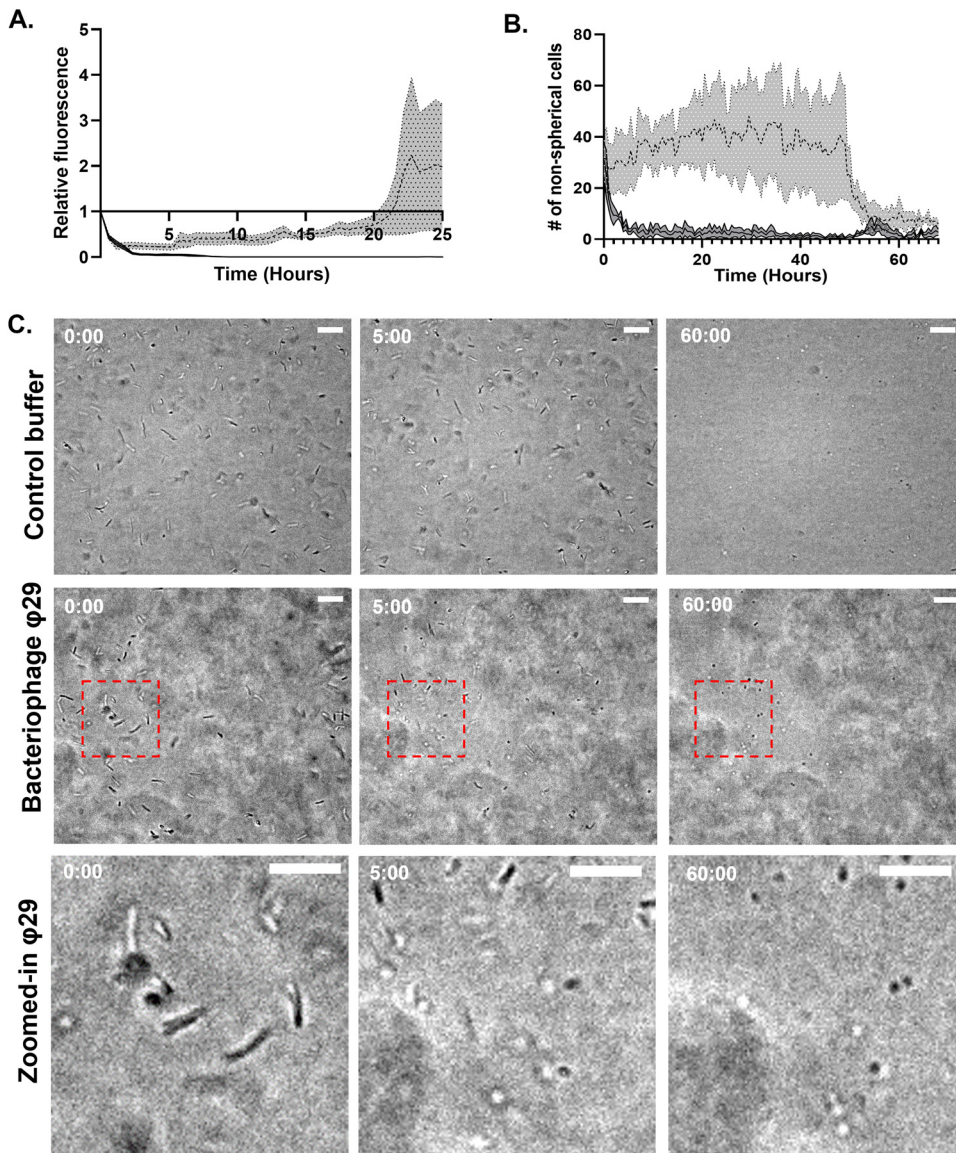 A.
Relative fluorescence
5
4
3
2
1
0
5
10
15
20
25
Time (Hours)
B.
# of non-spherical cells
80
60
40
20
0
0
20
40
60
Time (Hours)
C.
Control buffer
0:00
5:00
60:00
Bacteriophage φ29
0:00
5:00
60:00
Zoomed-in φ29
0:00
5:00
60:00